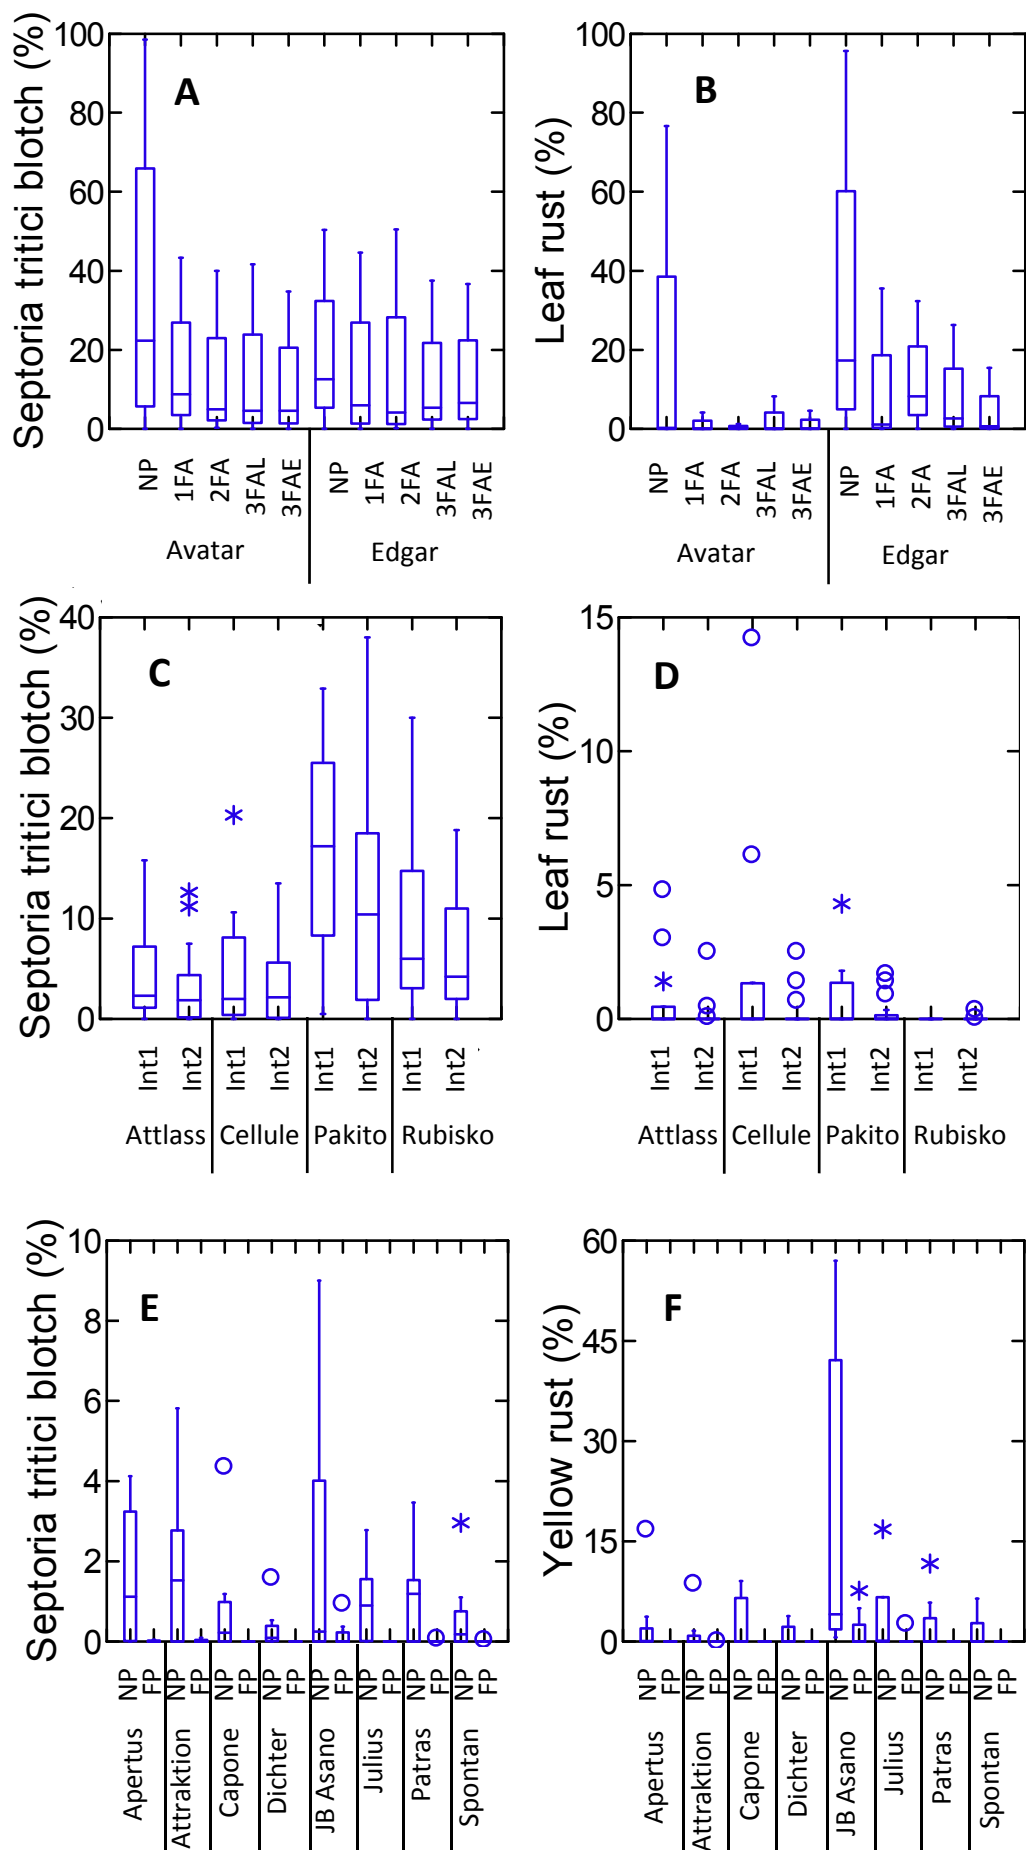 Septoria tritici blotch (%)
100
80
60
40
20
0
A
NP
1FA
2FA
3FAL
3FAE
NP
1FA
2FA
3FAL
3FAE
Avatar
Edgar
Leaf rust (%)
100
80
60
40
20
0
B
NP
1FA
2FA
3FAL
3FAE
NP
1FA
2FA
3FAL
3FAE
Avatar
Edgar
Septoria tritici blotch (%)
40
30
20
10
0
C
Int1
Int2
Int1
Int2
Int1
Int2
Int1
Int2
Attlass
Cellule
Pakito
Rubisko
Leaf rust (%)
15
10
5
0
D
Int1
Int2
Int1
Int2
Int1
Int2
Int1
Int2
Attlass
Cellule
Pakito
Rubisko
Septoria tritici blotch (%)
10
8
6
4
2
0
E
NP
FP
NP
FP
NP
FP
NP
FP
NP
FP
NP
FP
NP
FP
NP
FP
Apertus
Attraktion
Capone
Dichter
JB Asano
Julius
Patras
Spontan
Yellow rust (%)
60
45
30
15
0
F
NP
FP
NP
FP
NP
FP
NP
FP
NP
FP
NP
FP
NP
FP
NP
FP
Apertus
Attraktion
Capone
Dichter
JB Asano
Julius
Patras
Spontan